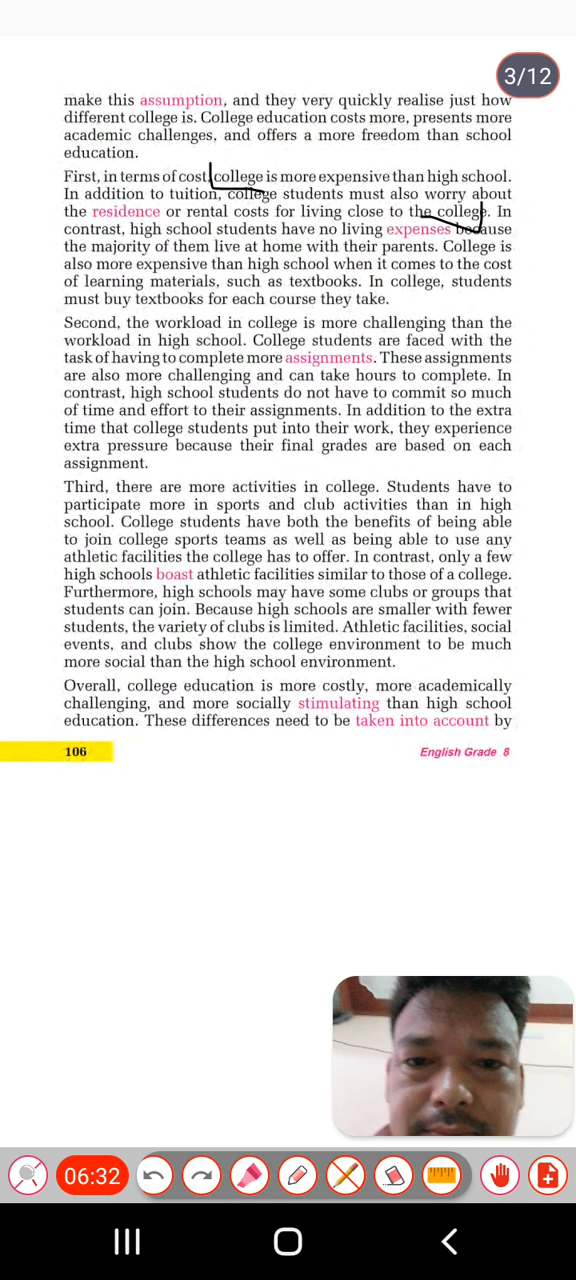 3/12
make this assumption, and they very quickly realise just how
different college is. College education costs more, presents more
academic challenges, and offers a more freedom than school
education.
First, in terms of cost, college is more expensive than high school.
In addition to tuition, college students must also worry about
the residence or rental costs for living close to the college. In
contrast, high school students have no living expenses because
the majority of them live at home with their parents. College is
also more expensive than high school when it comes to the cost
of learning materials, such as textbooks. In college, students
must buy textbooks for each course they take.
Second, the workload in college is more challenging than the
workload in high school. College students are faced with the
task of having to complete more assignments. These assignments
are also more challenging and can take hours to complete. In
contrast, high school students do not have to commit so much
of time and effort to their assignments. In addition to the extra
time that college students put into their work, they experience
extra pressure because their final grades are based on each
assignment.
Third, there are more activities in college. Students have to
participate more in sports and club activities than in high
school. College students have both the benefits of being able
to join college sports teams as well as being able to use any
athletic facilities the college has to offer. In contrast, only a few
high schools boast athletic facilities similar to those of a college.
Furthermore, high schools may have some clubs or groups that
students can join. Because high schools are smaller with fewer
students, the variety of clubs is limited. Athletic facilities, social
events, and clubs show the college environment to be much
more social than the high school environment.
Overall, college education is more costly, more academically
challenging, and more socially stimulating than high school
education. These differences need to be taken into account by
106 English Grade 8
06:32